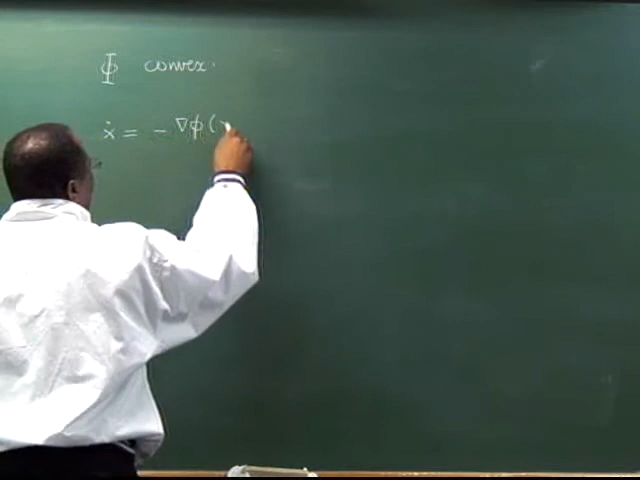 Φ convex.
ẋ = - ∇ϕ(